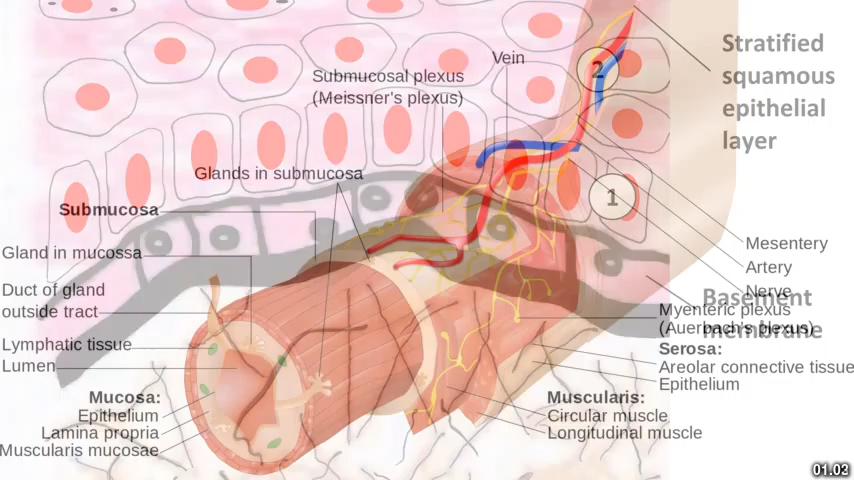 Stratified
squamous
epithelial
layer
Vein
2
Submucosal plexus
(Meissner's plexus)
Glands in submucosa
1
Submucosa
Gland in mucossa
Duct of gland
outside tract
Lymphatic tissue
Lumen
Mucosa:
Epithelium
Lamina propria
Muscularis mucosae
Mesentery
Artery
Nerve
Basement
membrane
Myenteric plexus
(Auerbach's plexus)
Serosa:
Areolar connective tissue
Epithelium
Muscularis:
Circular muscle
Longitudinal muscle
01.02